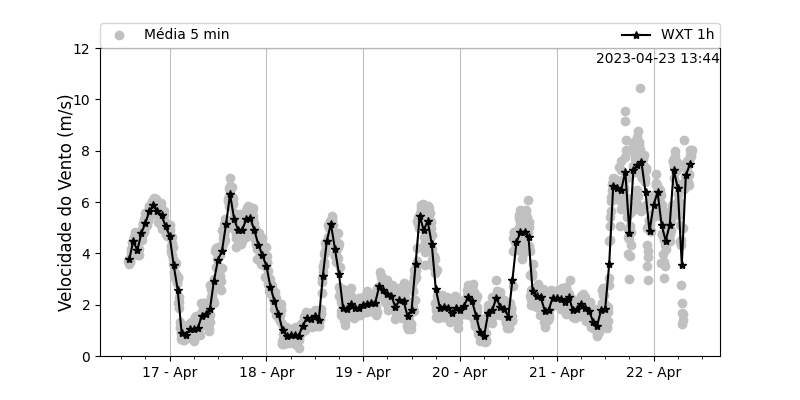 Média 5 min
WXT 1h
2023-04-23 13:44
Velocidade do Vento (m/s)
12
10
8
6
4
2
0
17 - Apr
18 - Apr
19 - Apr
20 - Apr
21 - Apr
22 - Apr